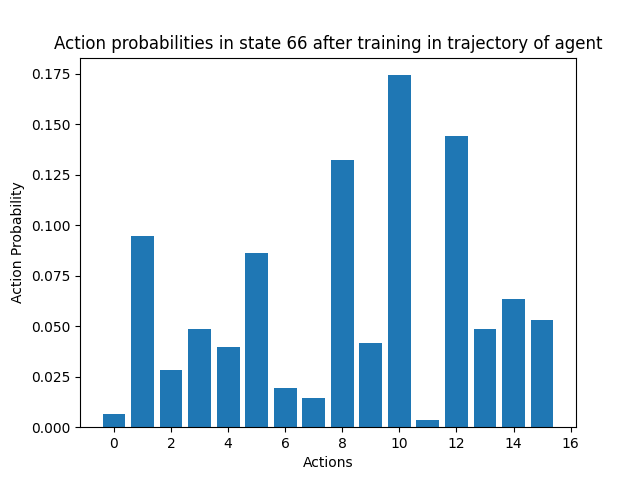 Action probabilities in state 66 after training in trajectory of agent
0.175
0.150
0.125
0.100
0.075
0.050
0.025
0.000
Action Probability
0 2 4 6 8 10 12 14 16
Actions